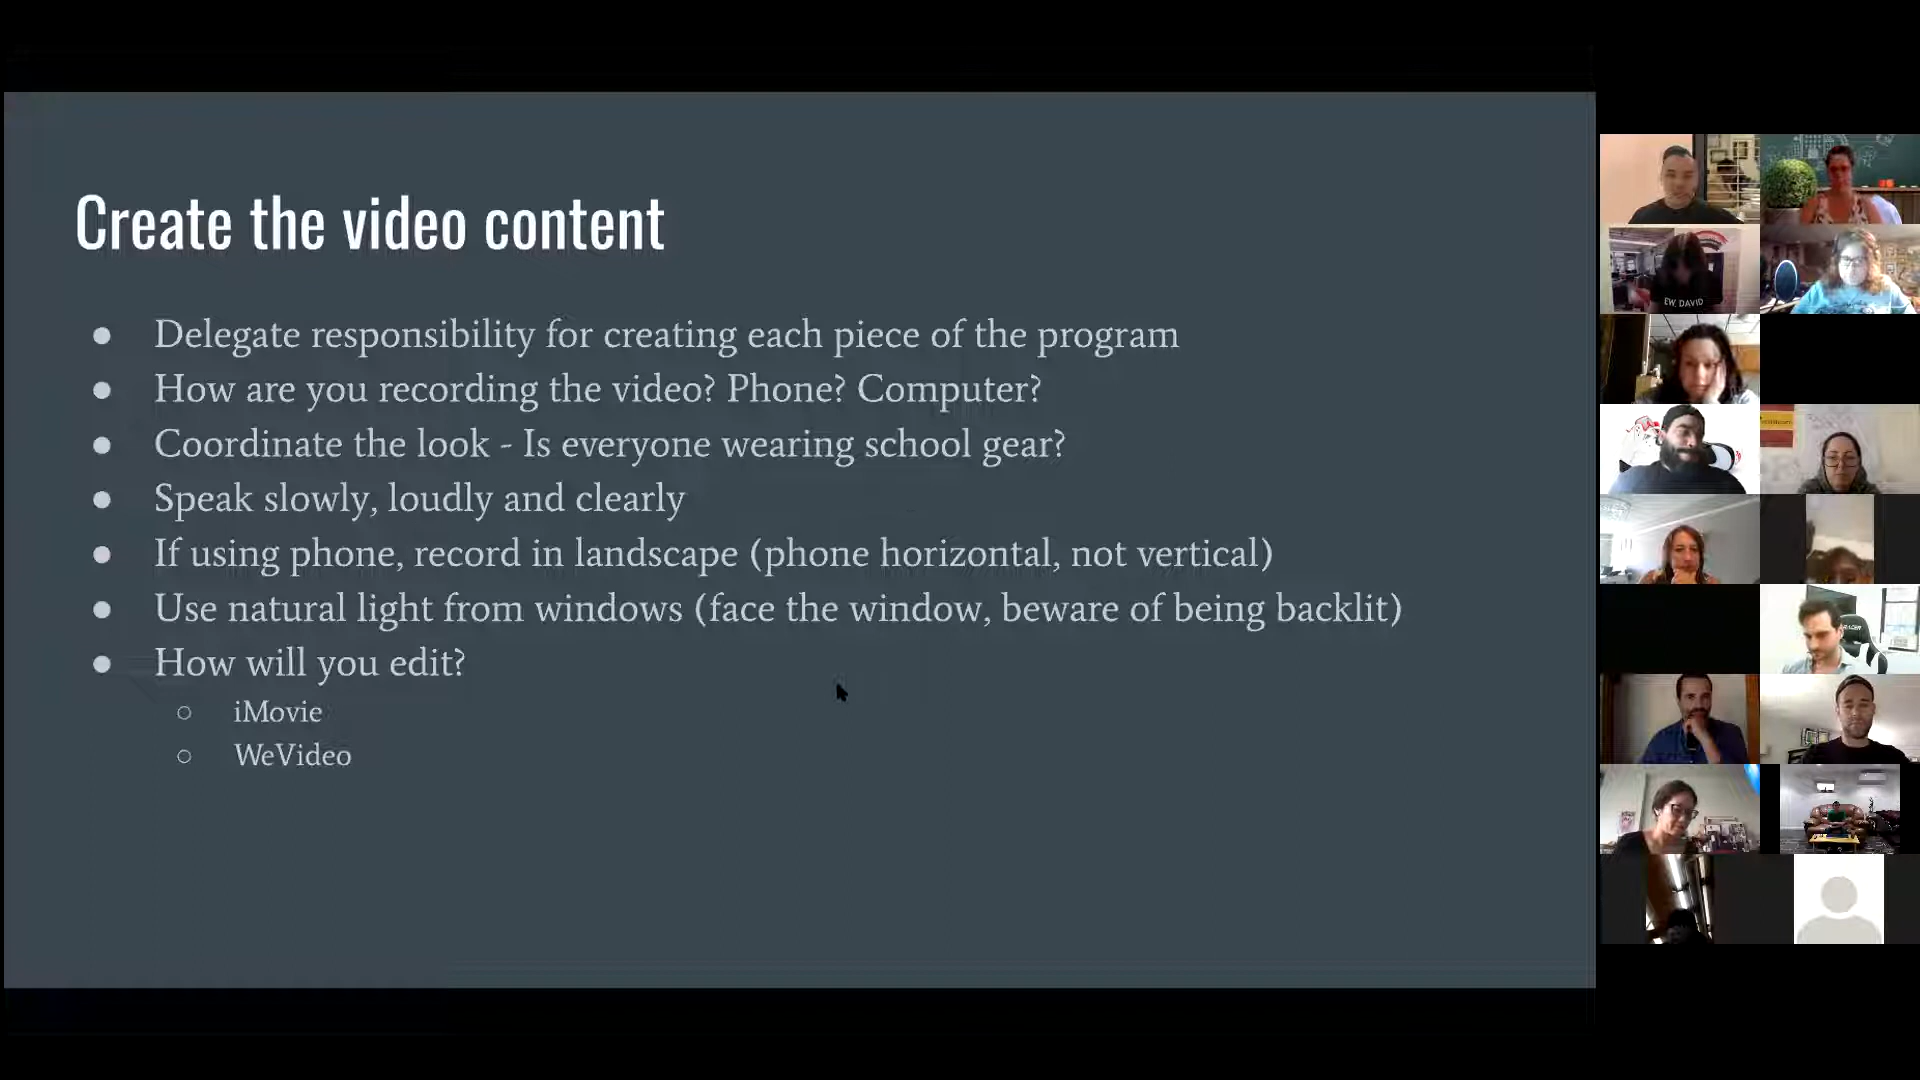 Create the video content
● Delegate responsibility for creating each piece of the program
● How are you recording the video? Phone? Computer?
● Coordinate the look - Is everyone wearing school gear?
● Speak slowly, loudly and clearly
● If using phone, record in landscape (phone horizontal, not vertical)
● Use natural light from windows (face the window, beware of being backlit)
● How will you edit?
○ iMovie
○ WeVideo
EW, DAVID